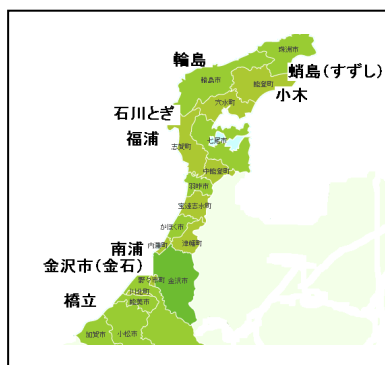 輪島
珠洲市
蛸島(すずし)
輪島市
能登町
小木
穴水町
石川とぎ
福浦
七尾市
志賀町
中能登町
羽咋市
宝達志水町
かほく市
南浦
内灘町
津幡町
金沢市(金石)
野々市町
金沢市
川北町
橋立
能美市
加賀市
小松市